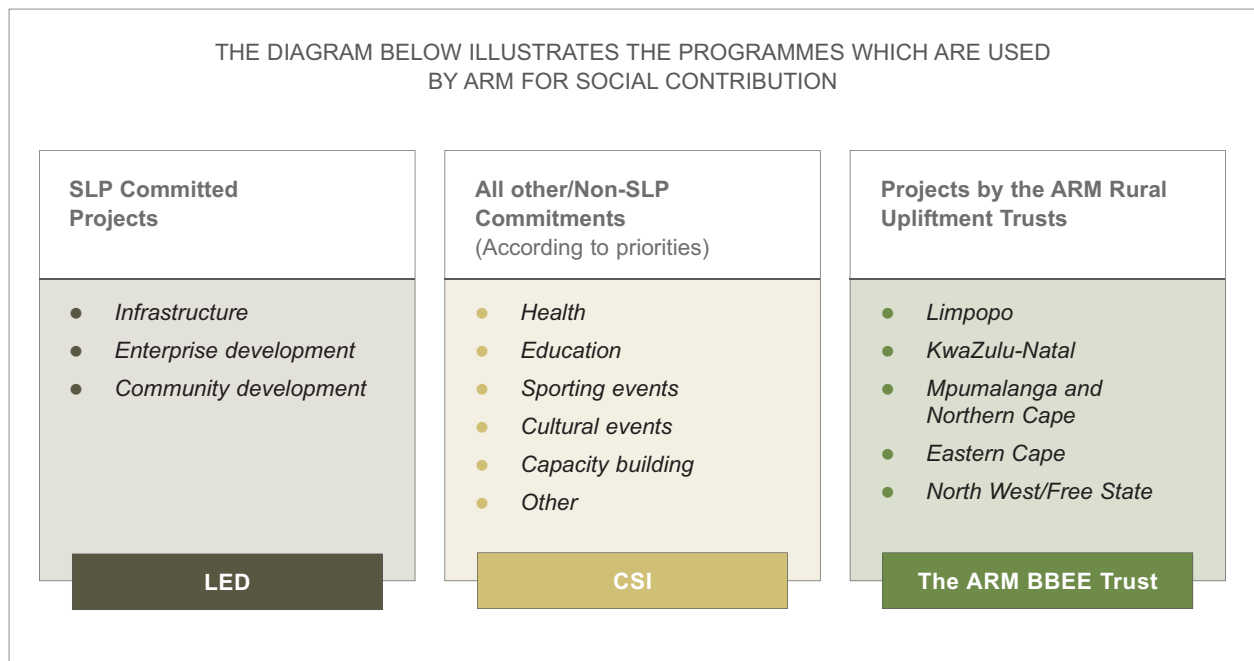 THE DIAGRAM BELOW ILLUSTRATES THE PROGRAMMES WHICH ARE USED
BY ARM FOR SOCIAL CONTRIBUTION
SLP Committed
Projects
● Infrastructure
● Enterprise development
● Community development
LED
All other/Non-SLP
Commitments
(According to priorities)
● Health
● Education
● Sporting events
● Cultural events
● Capacity building
● Other
CSI
Projects by the ARM Rural
Upliftment Trusts
● Limpopo
● KwaZulu-Natal
● Mpumalanga and
Northern Cape
● Eastern Cape
● North West/Free State
The ARM BBEE Trust